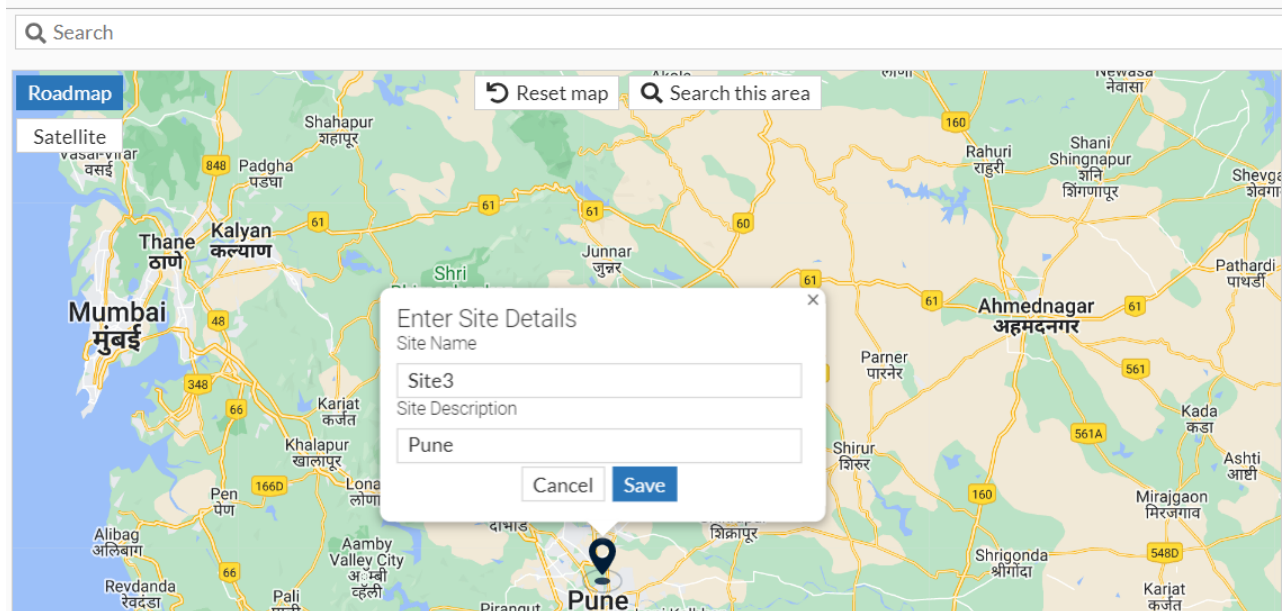 Search
Roadmap
Satellite
Reset map
Search this area
Newasa
नेवासा
160
Shahapur
शहापूर
Vasai-Virar
वसई
848
Padgha
पडघा
Rahuri
राहुरी
Shani
Shingnapur
शनि
शिंगणापूर
61
61
61
60
Thane
ठाणे
Kalyan
कल्याण
Junnar
जुन्नर
Shri
Pathardi
पाथर्डी
61
61
61
Mumbai
मुंबई
48
Ahmednagar
अहमदनगर
Enter Site Details
Site Name
Site3
Site Description
Pune
Cancel
Save
Parner
पारनेर
561
348
66
Karjat
कर्जत
Khalapur
खालापूर
Kada
कडा
561A
Shirur
शिरूर
Ashti
आष्टी
Pen
पेण
166D
Lona
लोणा
160
Mirajgaon
मिरजगाव
शिक्रापूर
Alibag
अलिबाग
Aamby
Valley City
अॅम्बी
व्हॅली
Shrigonda
श्रीगोंदा
548D
66
Revdanda
रेवदंडा
Pali
Pirangut
Pune
Karjat
कर्जत